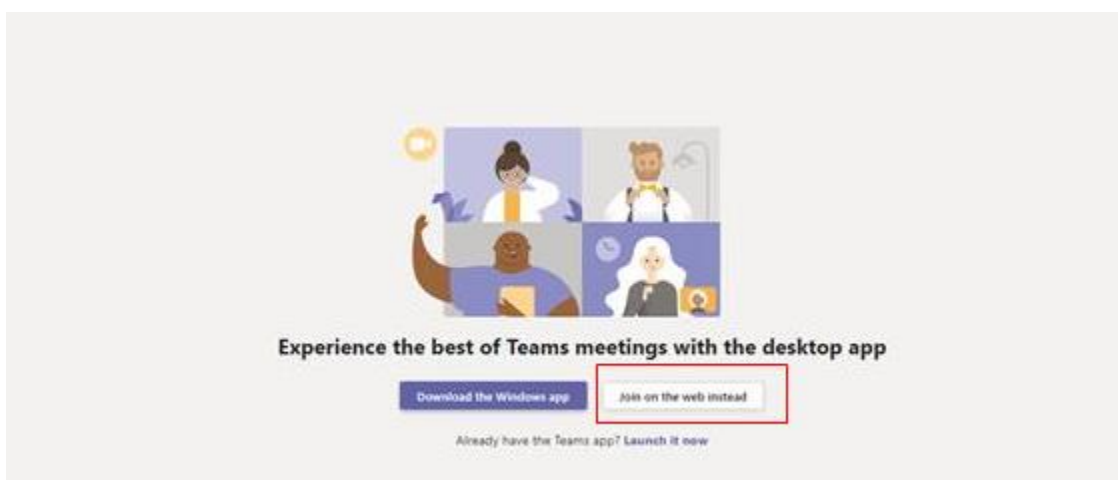 Experience the best of Teams meetings with the desktop app
Download the Windows app
Join on the web instead
Already have the Teams app? Launch it now